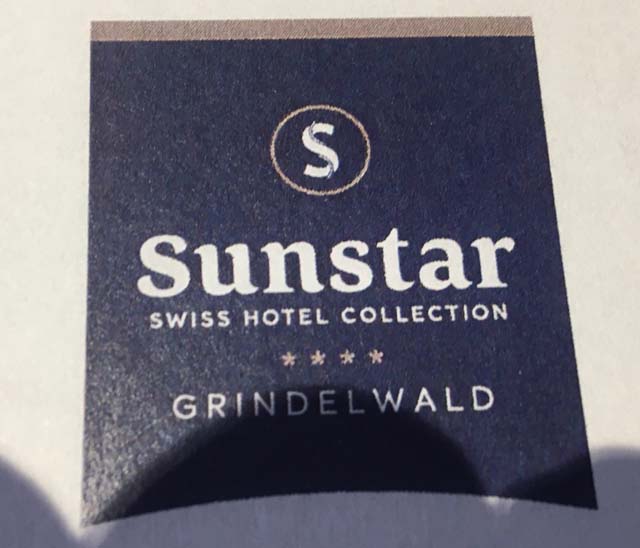 S
Sunstar
SWISS HOTEL COLLECTION
****
GRINDELWALD